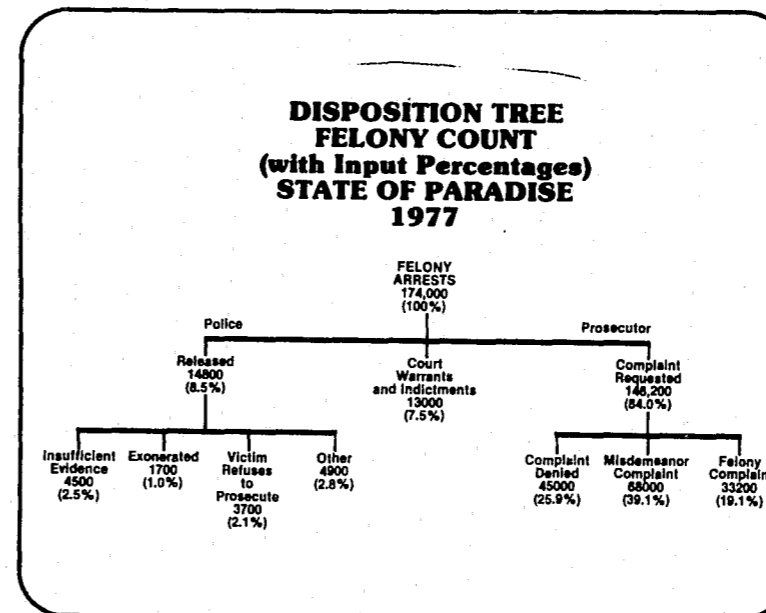 DISPOSITION TREE
FELONY COUNT
(with Input Percentages)
STATE OF PARADISE
1977
FELONY
ARRESTS
174,000
(100%)
Police
Prosecutor
Released
14800
(8.5%)
Court
Warrants
and Indictments
13000
(7.5%)
Complaint
Requested
146,200
(84.0%)
Insufficient
Evidence
4500
(2.5%)
Exonerated
1700
(1.0%)
Victim
Refuses
to
Prosecute
3700
(2.1%)
Other
4900
(2.8%)
Complaint
Denied
45000
(25.9%)
Misdemeanor
Complaint
68000
(39.1%)
Felony
Complain
33200
(19.1%)